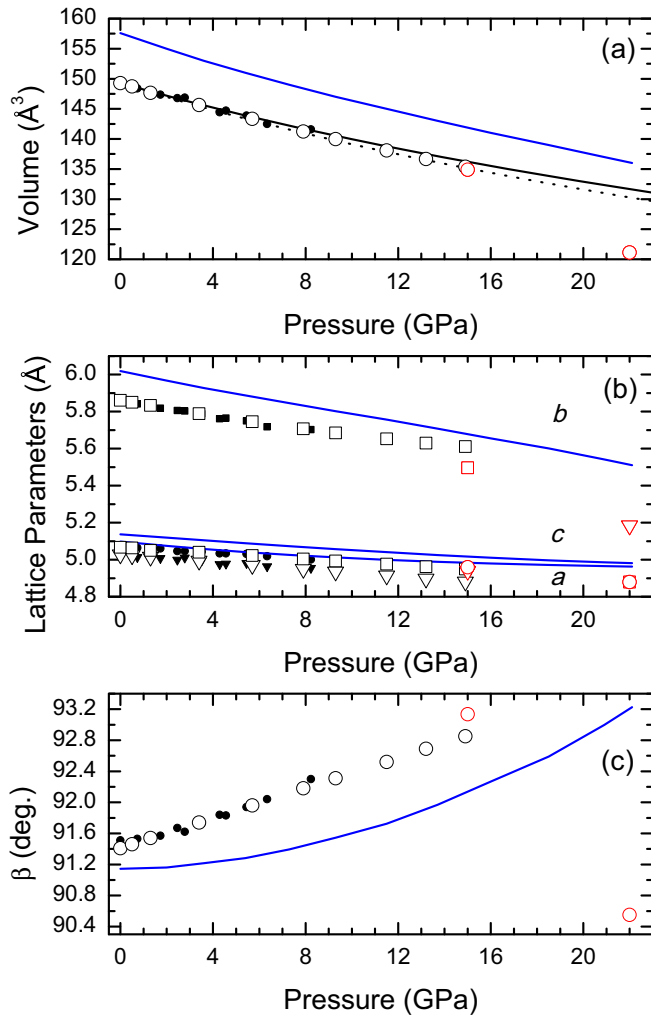 (a)
Volume (Å³)
160
155
150
145
140
135
130
125
120
0 4 8 12 16 20
Pressure (GPa)
(b)
Lattice Parameters (Å)
6.0
5.8
5.6
5.4
5.2
5.0
4.8
b
c
a
0 4 8 12 16 20
Pressure (GPa)
(c)
β (deg.)
93.2
92.8
92.4
92.0
91.6
91.2
90.8
90.4
0 4 8 12 16 20
Pressure (GPa)